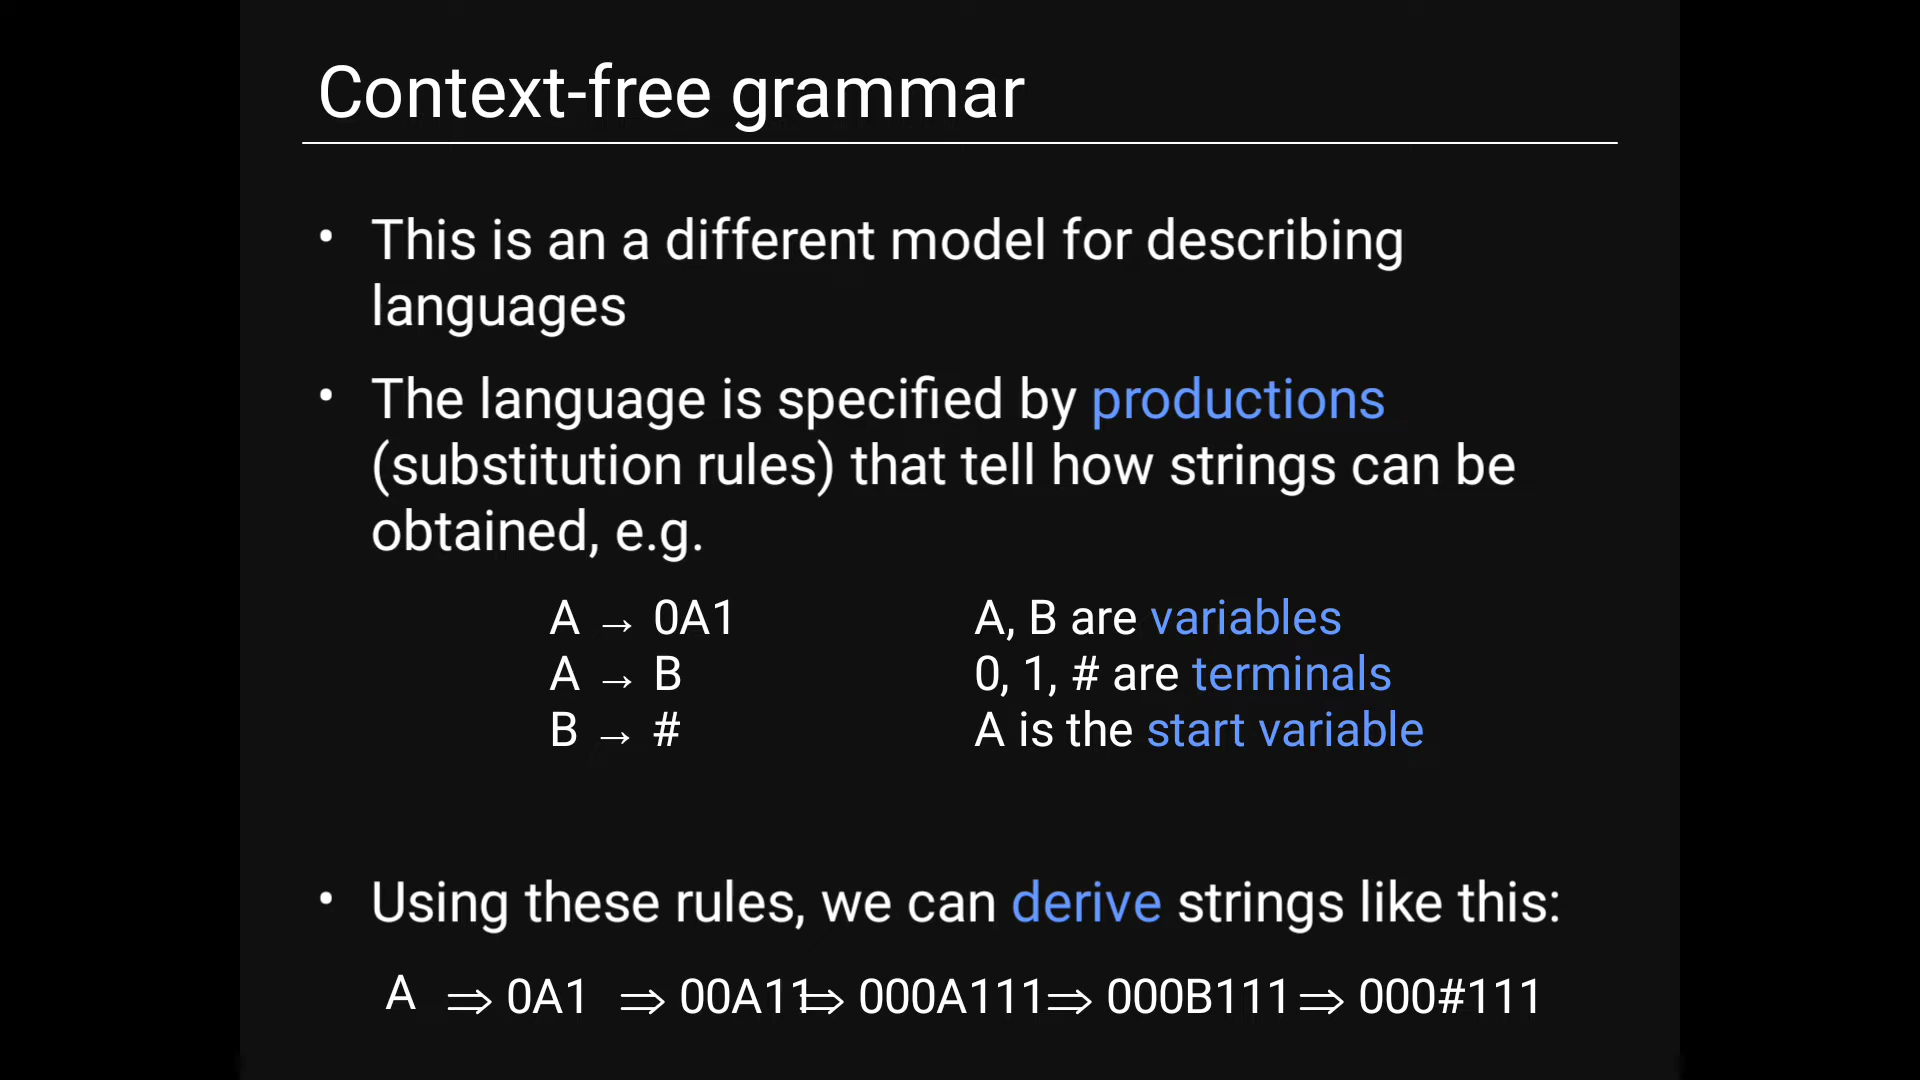 Context-free grammar
• This is an a different model for describing
languages
• The language is specified by productions
(substitution rules) that tell how strings can be
obtained, e.g.
A → 0A1 A, B are variables
A → B 0, 1, # are terminals
B → # A is the start variable
• Using these rules, we can derive strings like this:
A ⇒ 0A1 ⇒ 00A11 ⇒ 000A111 ⇒ 000B111 ⇒ 000#111